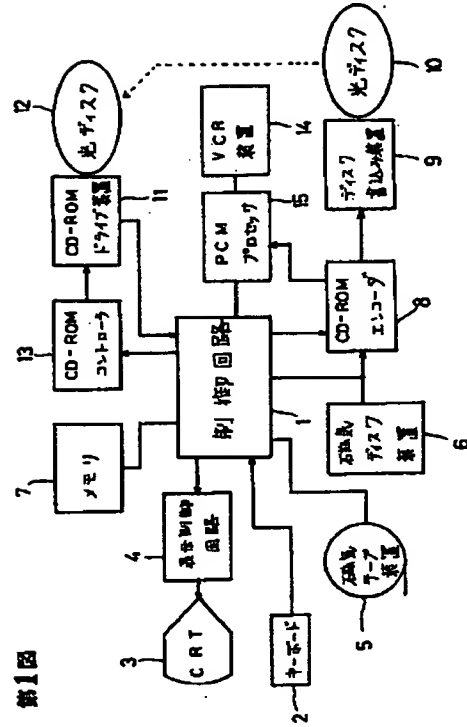 第1図
3
CRT
4
表示制御
回路
7
メモリ
13
CD-ROM
コントローラ
CD-ROM
ドライブ装置
11
12
光ディスク
2
キーボード
制御回路
1
PCM
プロセッサ
15
VCR
装置
14
5
磁気
テープ
装置
磁気
ディスク
装置
6
CD-ROM
エンコーダ
8
ディスク
書込み装置
9
光ディスク
10